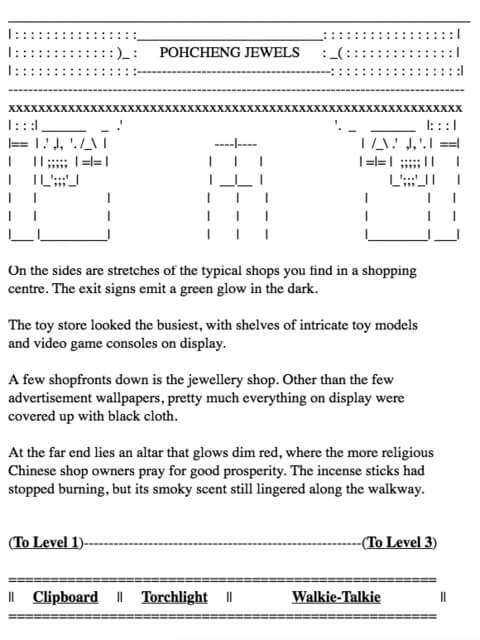 POHCHENG JEWELS
On the sides are stretches of the typical shops you find in a shopping
centre. The exit signs emit a green glow in the dark.
The toy store looked the busiest, with shelves of intricate toy models
and video game consoles on display.
A few shopfronts down is the jewellery shop. Other than the few
advertisement wallpapers, pretty much everything on display were
covered up with black cloth.
At the far end lies an altar that glows dim red, where the more religious
Chinese shop owners pray for good prosperity. The incense sticks had
stopped burning, but its smoky scent still lingered along the walkway.
(To Level 1)----------------------------------------------------------(To Level 3)
|| Clipboard || Torchlight || Walkie-Talkie ||